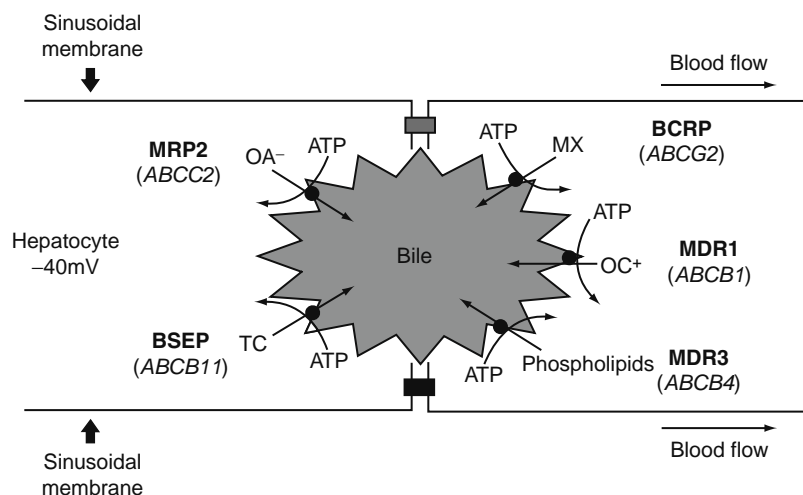 Sinusoidal
membrane
Blood flow
MRP2
(ABCC2)
OA⁻
ATP
ATP
MX
BCRP
(ABCG2)
Hepatocyte
−40mV
Bile
ATP
OC⁺
MDR1
(ABCB1)
BSEP
(ABCB11)
TC
ATP
ATP
Phospholipids
MDR3
(ABCB4)
Sinusoidal
membrane
Blood flow